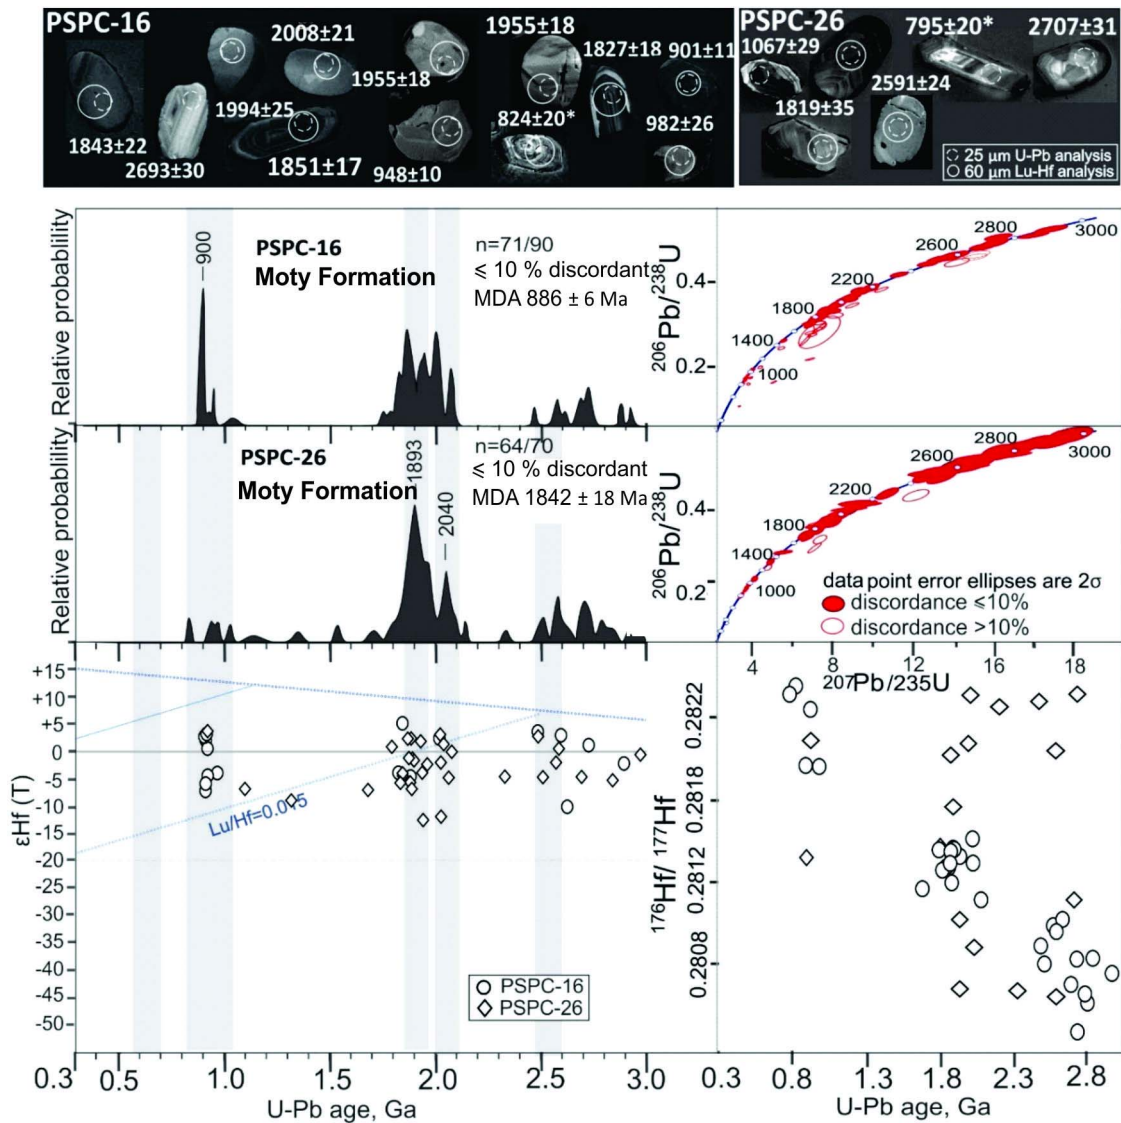 PSPC-16
2008±21
1955±18
1955±18
1827±18
901±11
1994±25
824±20*
1843±22
982±26
2693±30
1851±17
948±10
PSPC-26
795±20*
2707±31
1067±29
2591±24
1819±35
25 µm U-Pb analysis
60 µm Lu-Hf analysis
Relative probablility
900
PSPC-16
Moty Formation
n=71/90
⩽ 10 % discordant
MDA 886 ± 6 Ma
206Pb/238U
0.4
0.2
1000
1400
1800
2200
2600
2800
3000
Relative probablility
PSPC-26
Moty Formation
1893
2040
n=64/70
⩽ 10 % discordant
MDA 1842 ± 18 Ma
206Pb/238U
0.4
0.2
1000
1400
1800
2200
2600
2800
3000
data point error ellipses are 2σ
discordance ⩽10%
discordance >10%
4 8 12 16 18
207Pb/235U
εHf (T)
+15
+10
+5
0
-5
-10
-15
-20
-25
-30
-35
-40
-45
-50
Lu/Hf=0.015
PSPC-16
PSPC-26
0.3 0.5 1.0 1.5 2.0 2.5 3.0
U-Pb age, Ga
176Hf/ 177Hf
0.2822
0.2818
0.2812
0.2808
0.3 0.8 1.3 1.8 2.3 2.8
U-Pb age, Ga